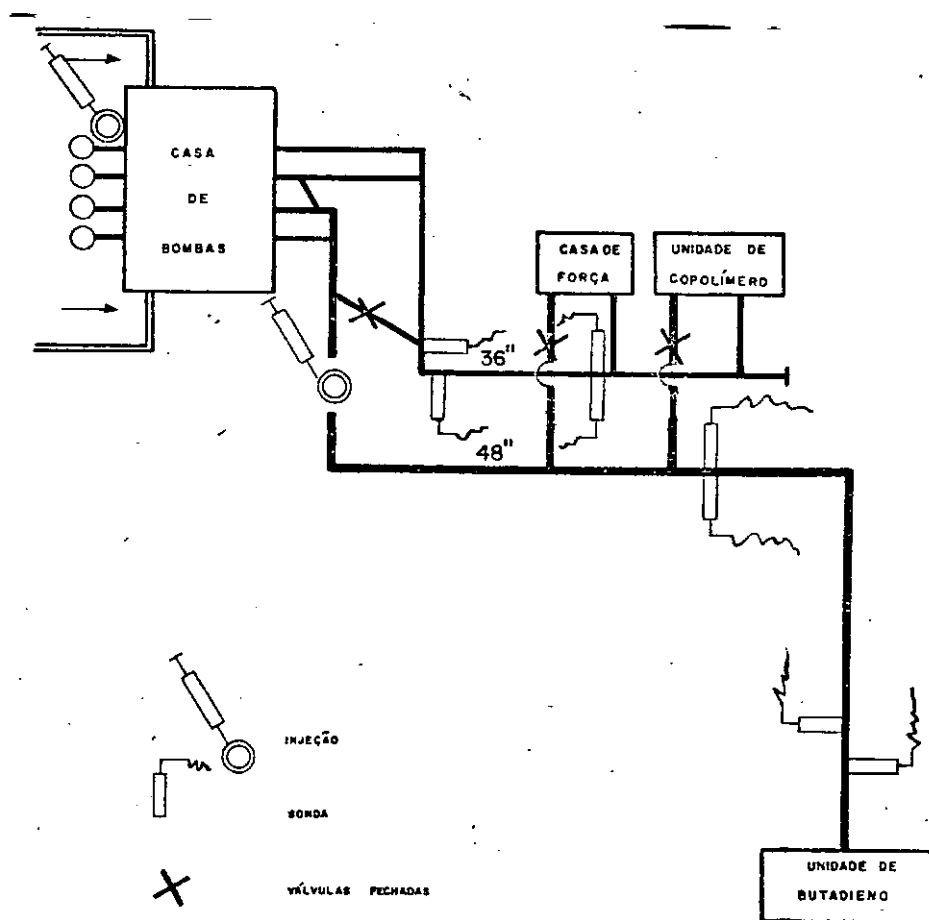 CASA
DE
BOMBAS
CASA DE
FORÇA
UNIDADE DE
COPOLÍMERO
36"
48"
INJEÇÃO
SONDA
VÁLVULAS FECHADAS
UNIDADE DE
BUTADIENO